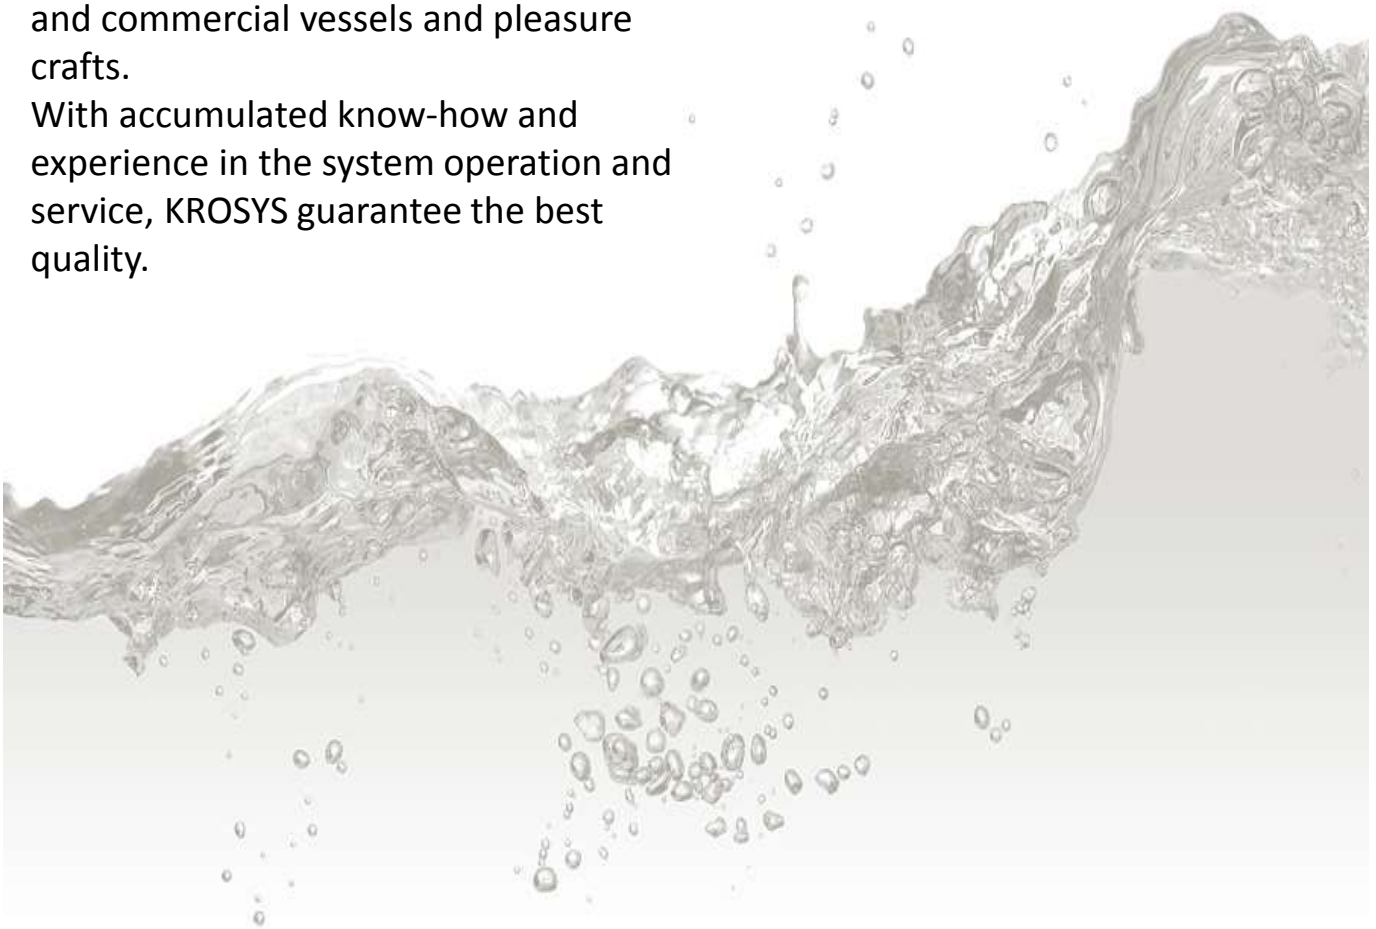 and commercial vessels and pleasure
crafts.
With accumulated know-how and
experience in the system operation and
service, KROSYS guarantee the best
quality.